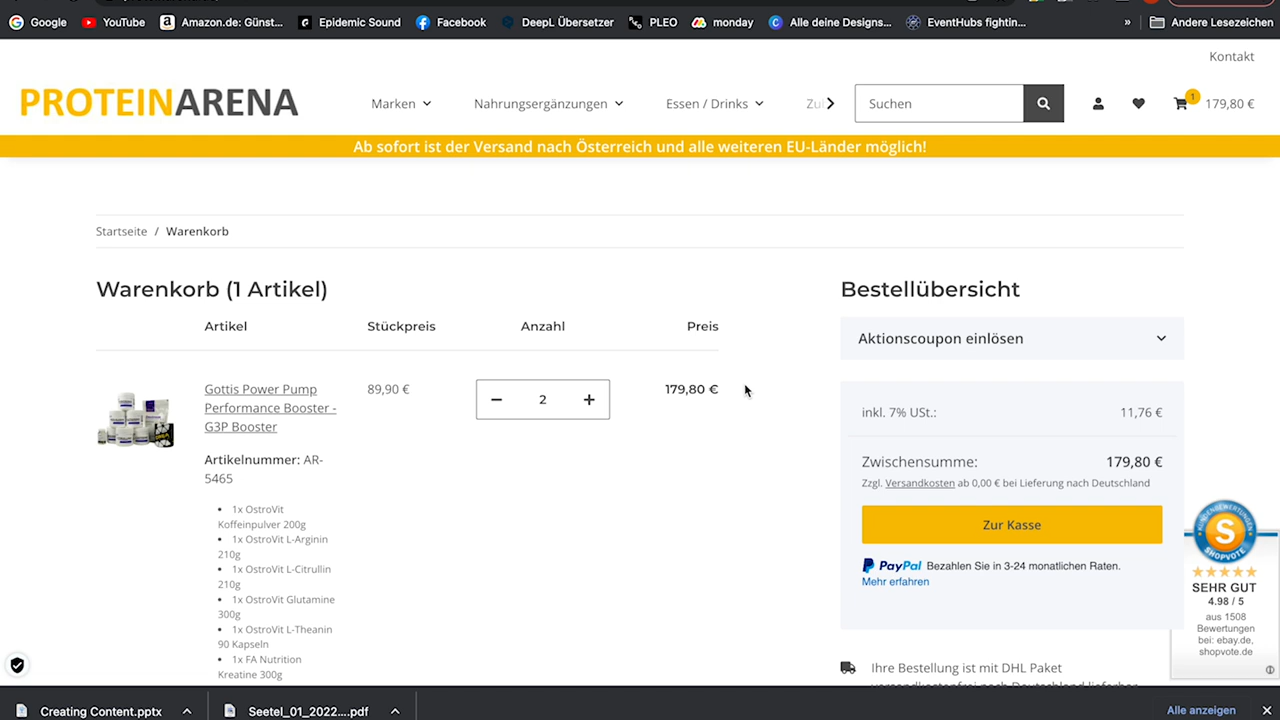 Google
YouTube
Amazon.de: Günst...
Epidemic Sound
Facebook
DeepL Übersetzer
PLEO
monday
Alle deine Designs...
EventHubs fightin...
»
Andere Lesezeichen
Kontakt
PROTEINARENA
Marken
Nahrungsergänzungen
Essen / Drinks
Zul
Suchen
1
179,80 €
Ab sofort ist der Versand nach Österreich und alle weiteren EU-Länder möglich!
Startseite / Warenkorb
Warenkorb (1 Artikel)
Artikel
Stückpreis
Anzahl
Preis
Gottis Power Pump
Performance Booster -
G3P Booster
89,90 €
− 2 +
179,80 €
Artikelnummer: AR-
5465
• 1x OstroVit
Koffeinpulver 200g
• 1x OstroVit L-Arginin
210g
• 1x OstroVit L-Citrullin
210g
• 1x OstroVit Glutamine
300g
• 1x OstroVit L-Theanin
90 Kapseln
• 1x FA Nutrition
Kreatine 300g
Bestellübersicht
Aktionscoupon einlösen
inkl. 7% USt.: 11,76 €
Zwischensumme: 179,80 €
Zzgl. Versandkosten ab 0,00 € bei Lieferung nach Deutschland
Zur Kasse
PayPal Bezahlen Sie in 3-24 monatlichen Raten.
Mehr erfahren
Ihre Bestellung ist mit DHL Paket
versandkostenfrei nach Deutschland lieferbar
KUNDENBEWERTUNGEN
S
SHOPVOTE
SEHR GUT
4.98 / 5
aus 1508
Bewertungen
bei: ebay.de,
shopvote.de
Creating Content.pptx
Seetel_01_2022....pdf
Alle anzeigen